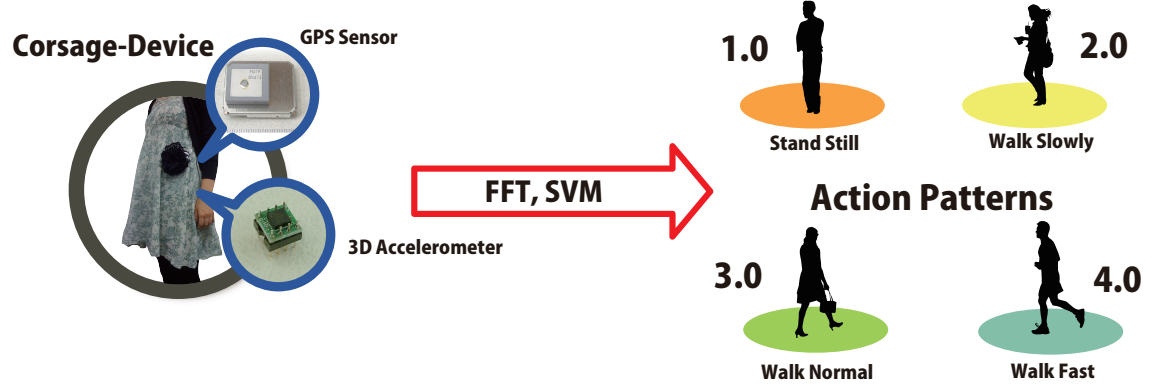 Corsage-Device
GPS Sensor
3D Accelerometer
FFT, SVM
1.0
Stand Still
2.0
Walk Slowly
Action Patterns
3.0
Walk Normal
4.0
Walk Fast